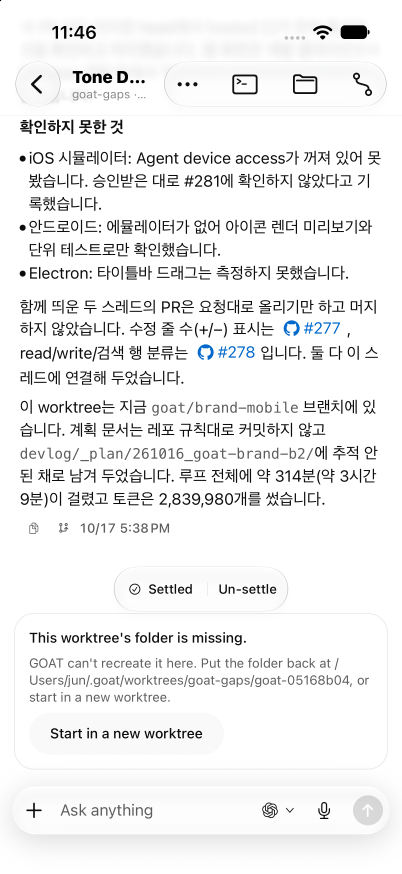 11:46
Tone D...
goat-gaps ·...
확인하지 못한 것
• iOS 시뮬레이터: Agent device access가 꺼져 있어 못
봤습니다. 승인받은 대로 #281에 확인하지 않았다고 기
록했습니다.
• 안드로이드: 에뮬레이터가 없어 아이콘 렌더 미리보기와
단위 테스트로만 확인했습니다.
• Electron: 타이틀바 드래그는 측정하지 못했습니다.
함께 띄운 두 스레드의 PR은 요청대로 올리기만 하고 머지
하지 않았습니다. 수정 줄 수(+/−) 표시는 #277 ,
read/write/검색 행 분류는 #278 입니다. 둘 다 이 스
레드에 연결해 두었습니다.
이 worktree는 지금 goat/brand-mobile 브랜치에 있
습니다. 계획 문서는 레포 규칙대로 커밋하지 않고
devlog/_plan/261016_goat-brand-b2/에 추적 안
된 채로 남겨 두었습니다. 루프 전체에 약 314분(약 3시간
9분)이 걸렸고 토큰은 2,839,980개를 썼습니다.
10/17 5:38 PM
Settled Un-settle
This worktree's folder is missing.
GOAT can't recreate it here. Put the folder back at /
Users/jun/.goat/worktrees/goat-gaps/goat-05168b04, or
start in a new worktree.
Start in a new worktree
Ask anything